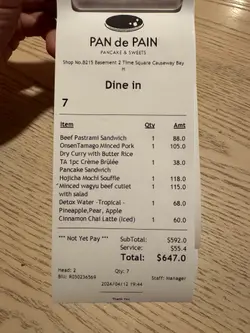 PAN de PAIN
PANCAKE & SWEETS
Shop No.B215 Basement 2 Time Square Causeway Bay
Dine in
7
Item Qty Amt
Beef Pastrami Sandwich 1 88.0
OnsenTamago Minced Pork 1 105.0
Dry Curry with Butter Rice
TA 1pc Crème Brûlée 1 38.0
Pancake Sandwich
Hojicha Mochi Souffle 1 118.0
Minced wagyu beef cutlet 1 115.0
with salad
Detox Water -Tropical - 1 68.0
Pineapple,Pear, Apple
Cinnamon Chai Latte (Iced) 1 60.0
*** Not Yet Pay *** SubTotal: $592.0
Service: $55.4
Total: $647.0
Head: 2 Qty: 7 Staff: Manager
Bill: R030236569
2024/04/12 19:44